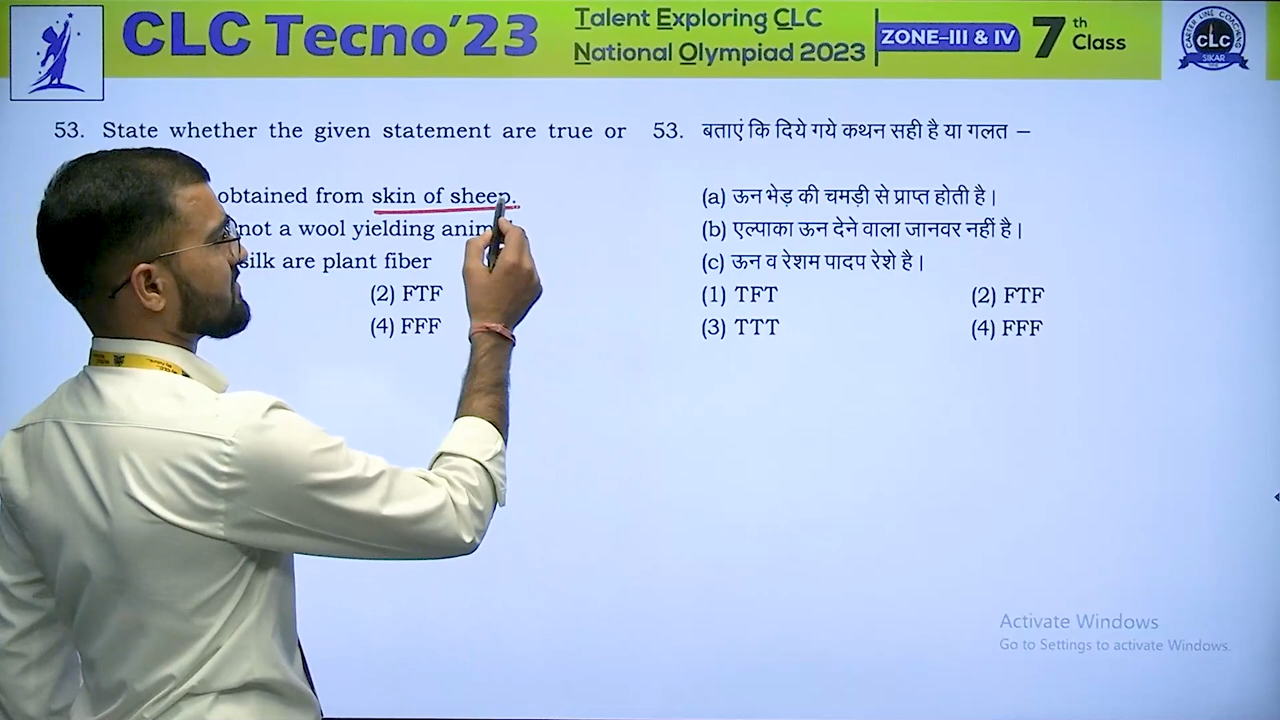 CLC Tecno'23
Talent Exploring CLC
National Olympiad 2023
ZONE–III & IV
7th
Class
CLC
SIKAR
53. State whether the given statement are true or
obtained from skin of sheep.
not a wool yielding
silk are plant fiber
(2) FTF
(4) FFF
53. बताएं कि दिये गये कथन सही है या गलत –
(a) ऊन भेड़ की चमड़ी से प्राप्त होती है।
(b) एल्पाका ऊन देने वाला जानवर नहीं है।
(c) ऊन व रेशम पादप रेशे है।
(1) TFT
(2) FTF
(3) TTT
(4) FFF
Activate Windows
Go to Settings to activate Windows.